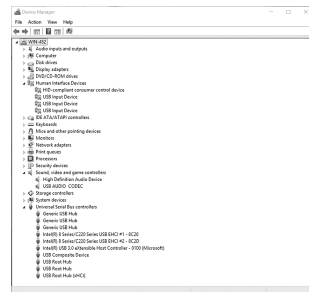 Device Manager
File Action View Help
WIN-452
Audio inputs and outputs
Computer
Disk drives
Display adapters
DVD/CD-ROM drives
Human Interface Devices
HID-compliant consumer control device
USB Input Device
USB Input Device
USB Input Device
IDE ATA/ATAPI controllers
Keyboards
Mice and other pointing devices
Monitors
Network adapters
Print queues
Processors
Security devices
Sound, video and game controllers
High Definition Audio Device
USB AUDIO CODEC
Storage controllers
System devices
Universal Serial Bus controllers
Generic USB Hub
Generic USB Hub
Generic USB Hub
Intel(R) 8 Series/C220 Series USB EHCI #1 - 8C26
Intel(R) 8 Series/C220 Series USB EHCI #2 - 8C2D
Intel(R) USB 3.0 eXtensible Host Controller - 0100 (Microsoft)
USB Composite Device
USB Root Hub
USB Root Hub
USB Root Hub (xHCI)